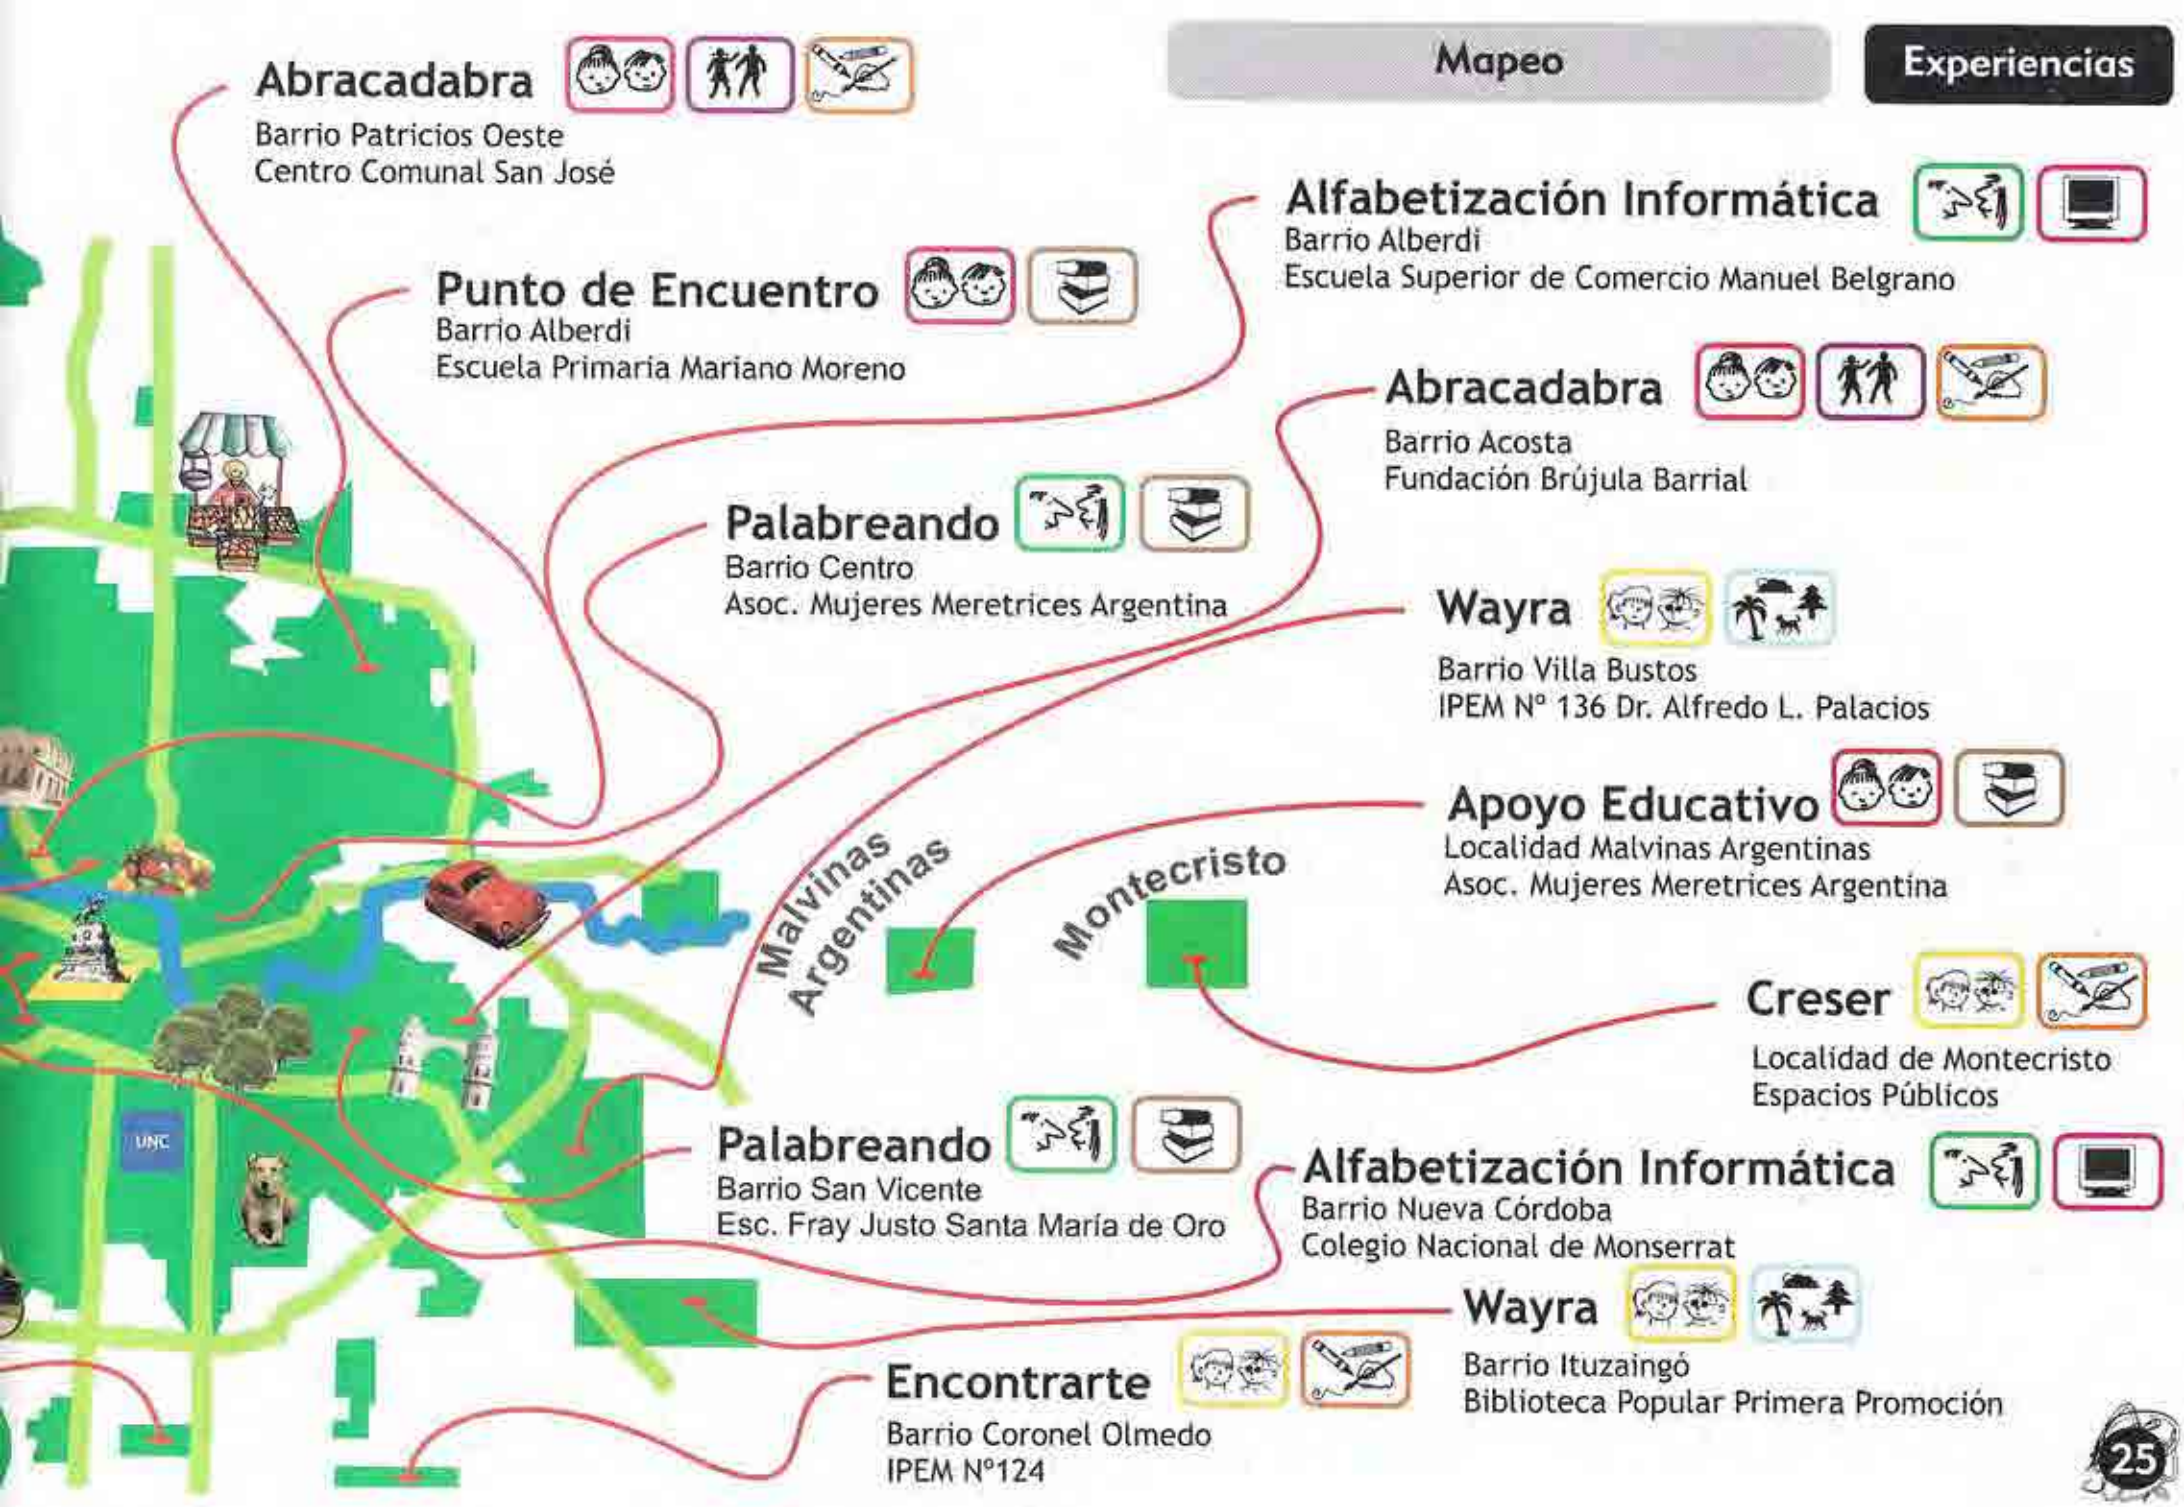 Mapeo
Experiencias
Abracadabra
Barrio Patricios Oeste
Centro Comunal San José
Alfabetización Informática
Barrio Alberdi
Escuela Superior de Comercio Manuel Belgrano
Punto de Encuentro
Barrio Alberdi
Escuela Primaria Mariano Moreno
Abracadabra
Barrio Acosta
Fundación Brújula Barrial
Palabreando
Barrio Centro
Asoc. Mujeres Meretrices Argentina
Wayra
Barrio Villa Bustos
IPEM Nº 136 Dr. Alfredo L. Palacios
Apoyo Educativo
Localidad Malvinas Argentinas
Asoc. Mujeres Meretrices Argentina
Malvinas
Argentinas
Montecristo
Creser
Localidad de Montecristo
Espacios Públicos
UNC
Palabreando
Barrio San Vicente
Esc. Fray Justo Santa María de Oro
Alfabetización Informática
Barrio Nueva Córdoba
Colegio Nacional de Monserrat
Wayra
Barrio Ituzaingó
Biblioteca Popular Primera Promoción
Encontrarte
Barrio Coronel Olmedo
IPEM Nº124
25